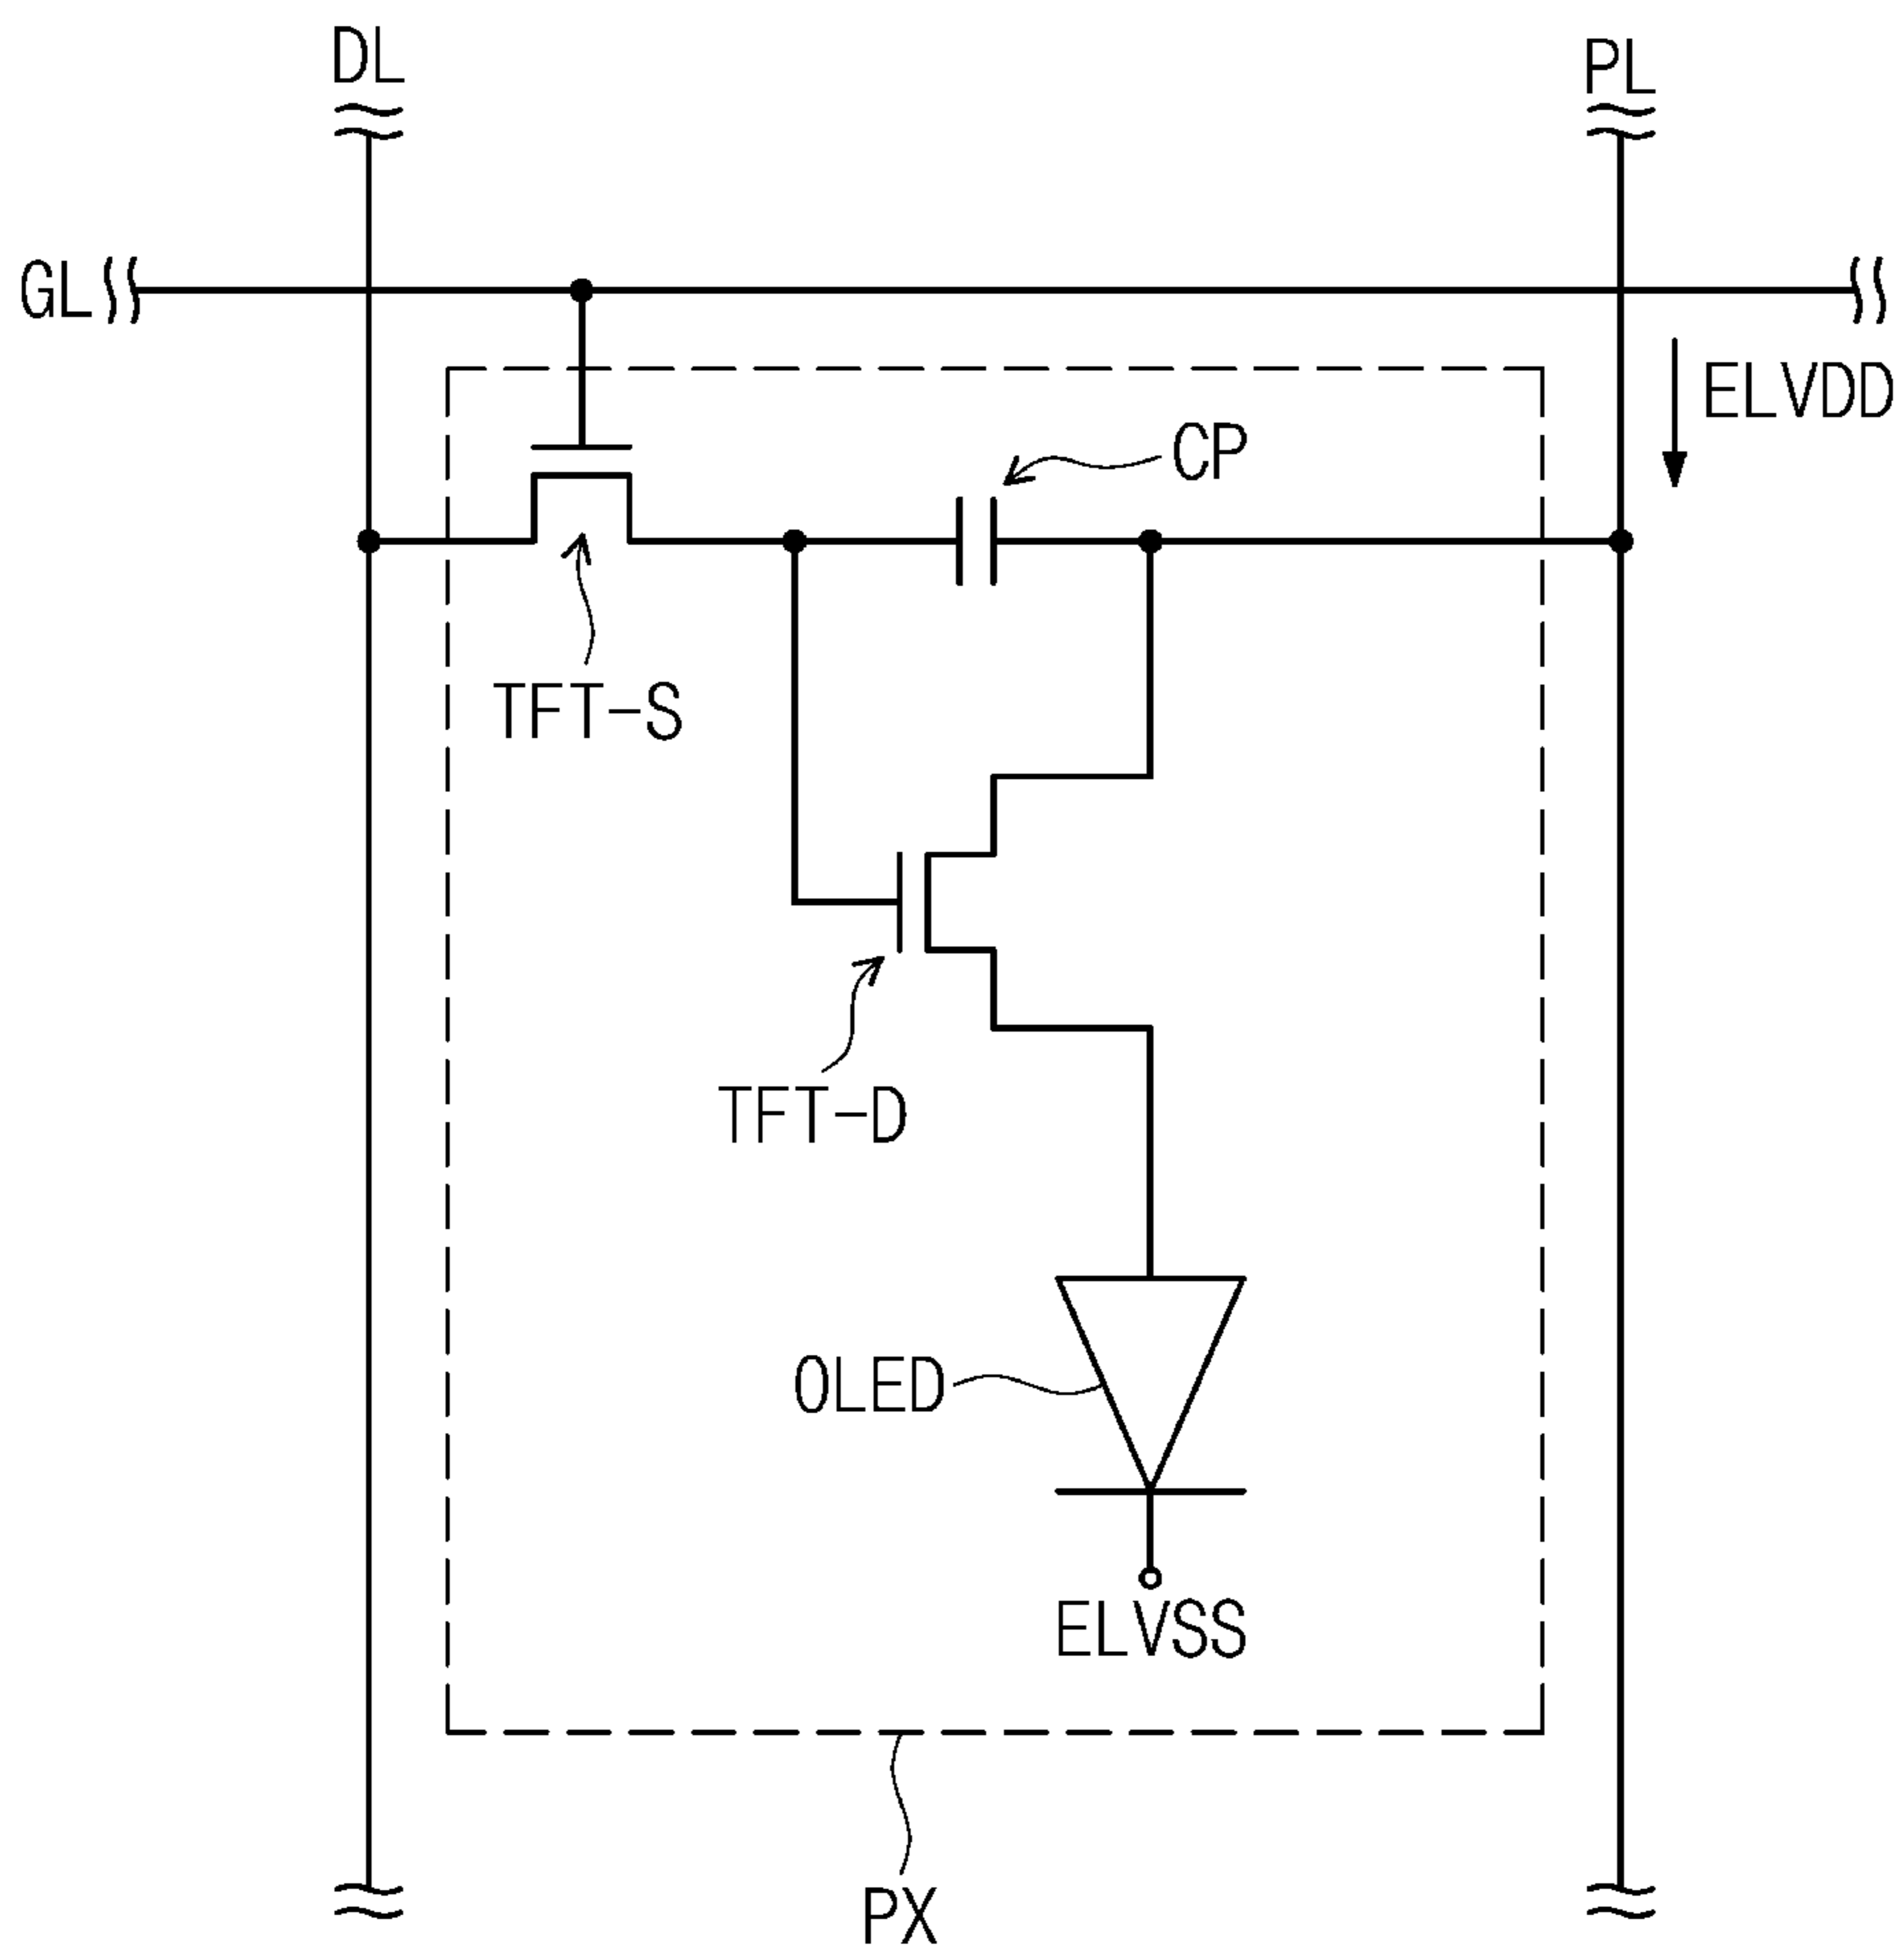 DL
PL
GL
ELVDD
CP
TFT-S
TFT-D
OLED
ELVSS
PX